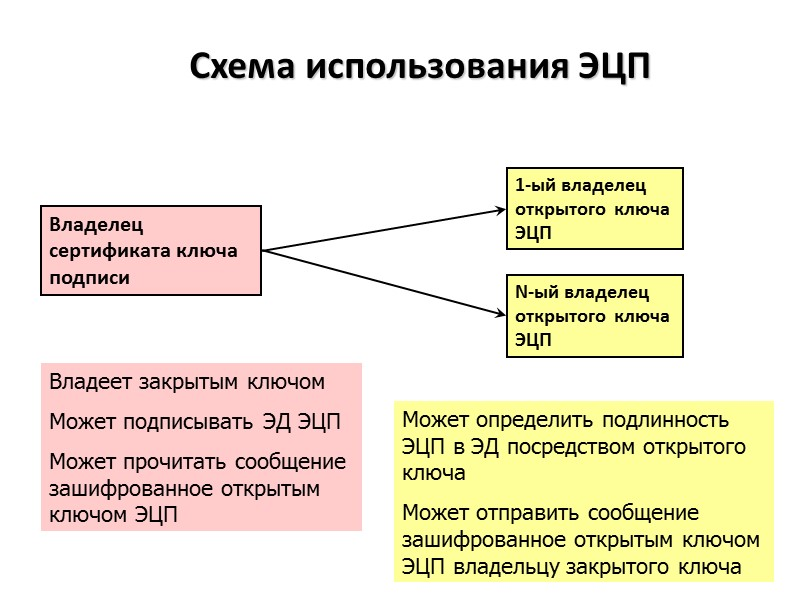 Схема использования ЭЦП
Владелец
сертификата ключа
подписи
1-ый владелец
открытого ключа
ЭЦП
N-ый владелец
открытого ключа
ЭЦП
Владеет закрытым ключом
Может подписывать ЭД ЭЦП
Может прочитать сообщение
зашифрованное открытым
ключом ЭЦП
Может определить подлинность
ЭЦП в ЭД посредством открытого
ключа
Может отправить сообщение
зашифрованное открытым ключом
ЭЦП владельцу закрытого ключа